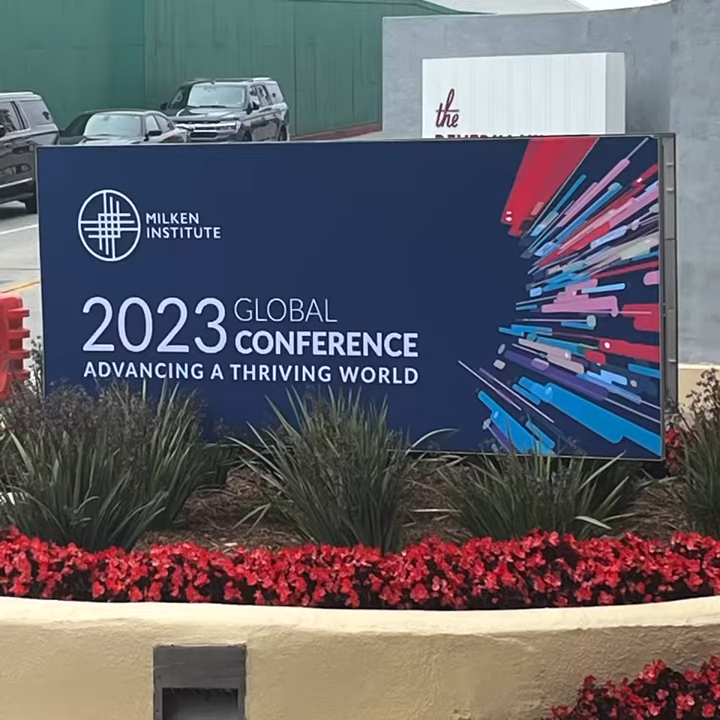 the
MILKEN
INSTITUTE
2023 GLOBAL
CONFERENCE
ADVANCING A THRIVING WORLD